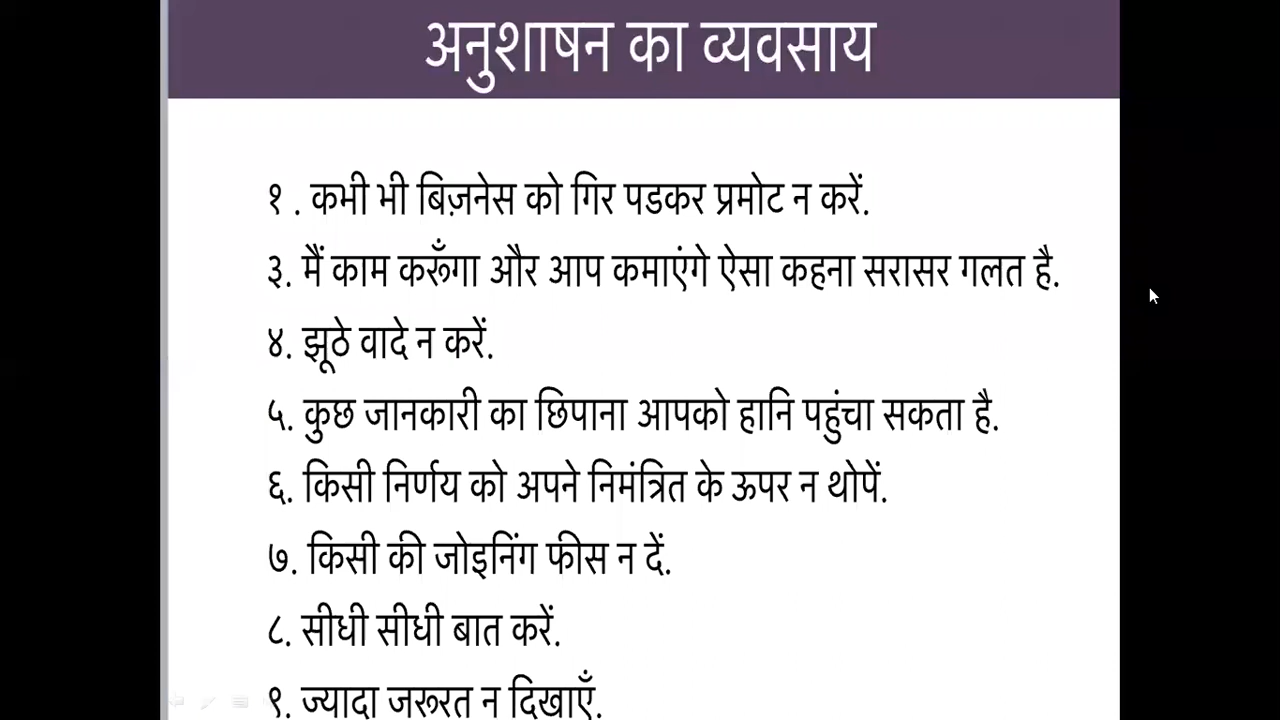 अनुशाषन का व्यवसाय
१ . कभी भी बिज़नेस को गिर पडकर प्रमोट न करें.
३. मैं काम करूँगा और आप कमाएंगे ऐसा कहना सरासर गलत है.
४. झूठे वादे न करें.
५. कुछ जानकारी का छिपाना आपको हानि पहुंचा सकता है.
६. किसी निर्णय को अपने निमंत्रित के ऊपर न थोपें.
७. किसी की जोइनिंग फीस न दें.
८. सीधी सीधी बात करें.
९. ज्यादा जरूरत न दिखाएँ.